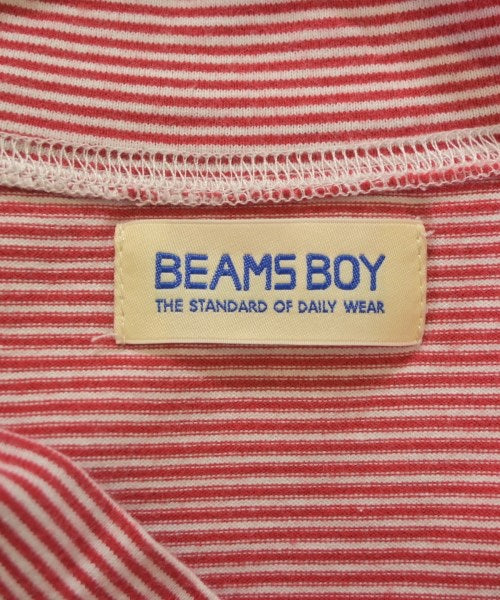 BEAMS BOY
THE STANDARD OF DAILY WEAR